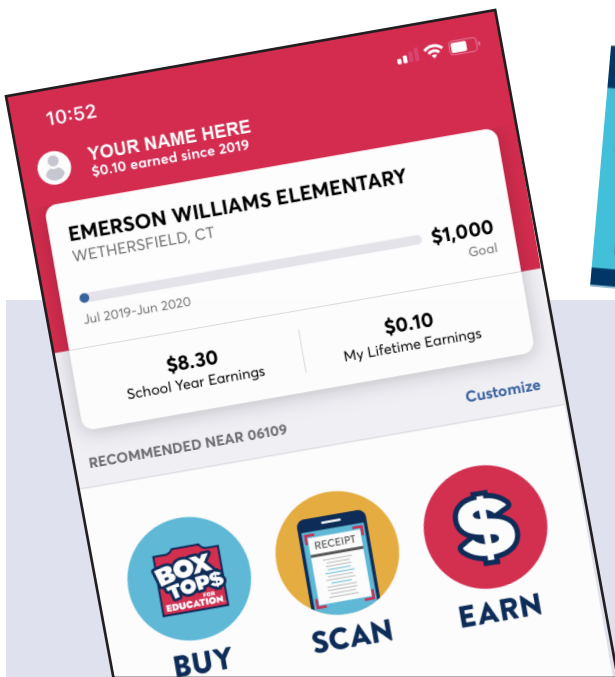 10:52
YOUR NAME HERE
$0.10 earned since 2019
EMERSON WILLIAMS ELEMENTARY
WETHERSFIELD, CT
$1,000
Goal
Jul 2019-Jun 2020
$8.30
School Year Earnings
$0.10
My Lifetime Earnings
RECOMMENDED NEAR 06109
Customize
BOX
TOPS
FOR
EDUCATION
RECEIPT
BUY
SCAN
EARN